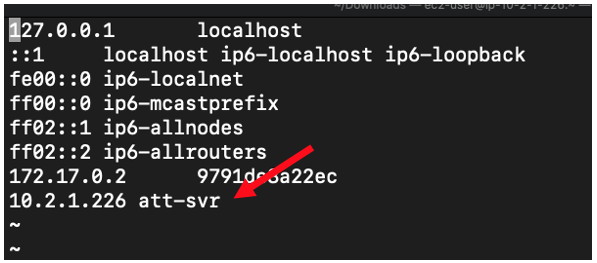 ~/Downloads — ec2-user@ip-10-2-1-226:~ —
127.0.0.1 localhost
::1 localhost ip6-localhost ip6-loopback
fe00::0 ip6-localnet
ff00::0 ip6-mcastprefix
ff02::1 ip6-allnodes
ff02::2 ip6-allrouters
172.17.0.2 9791de3a22ec
10.2.1.226 att-svr
~
~